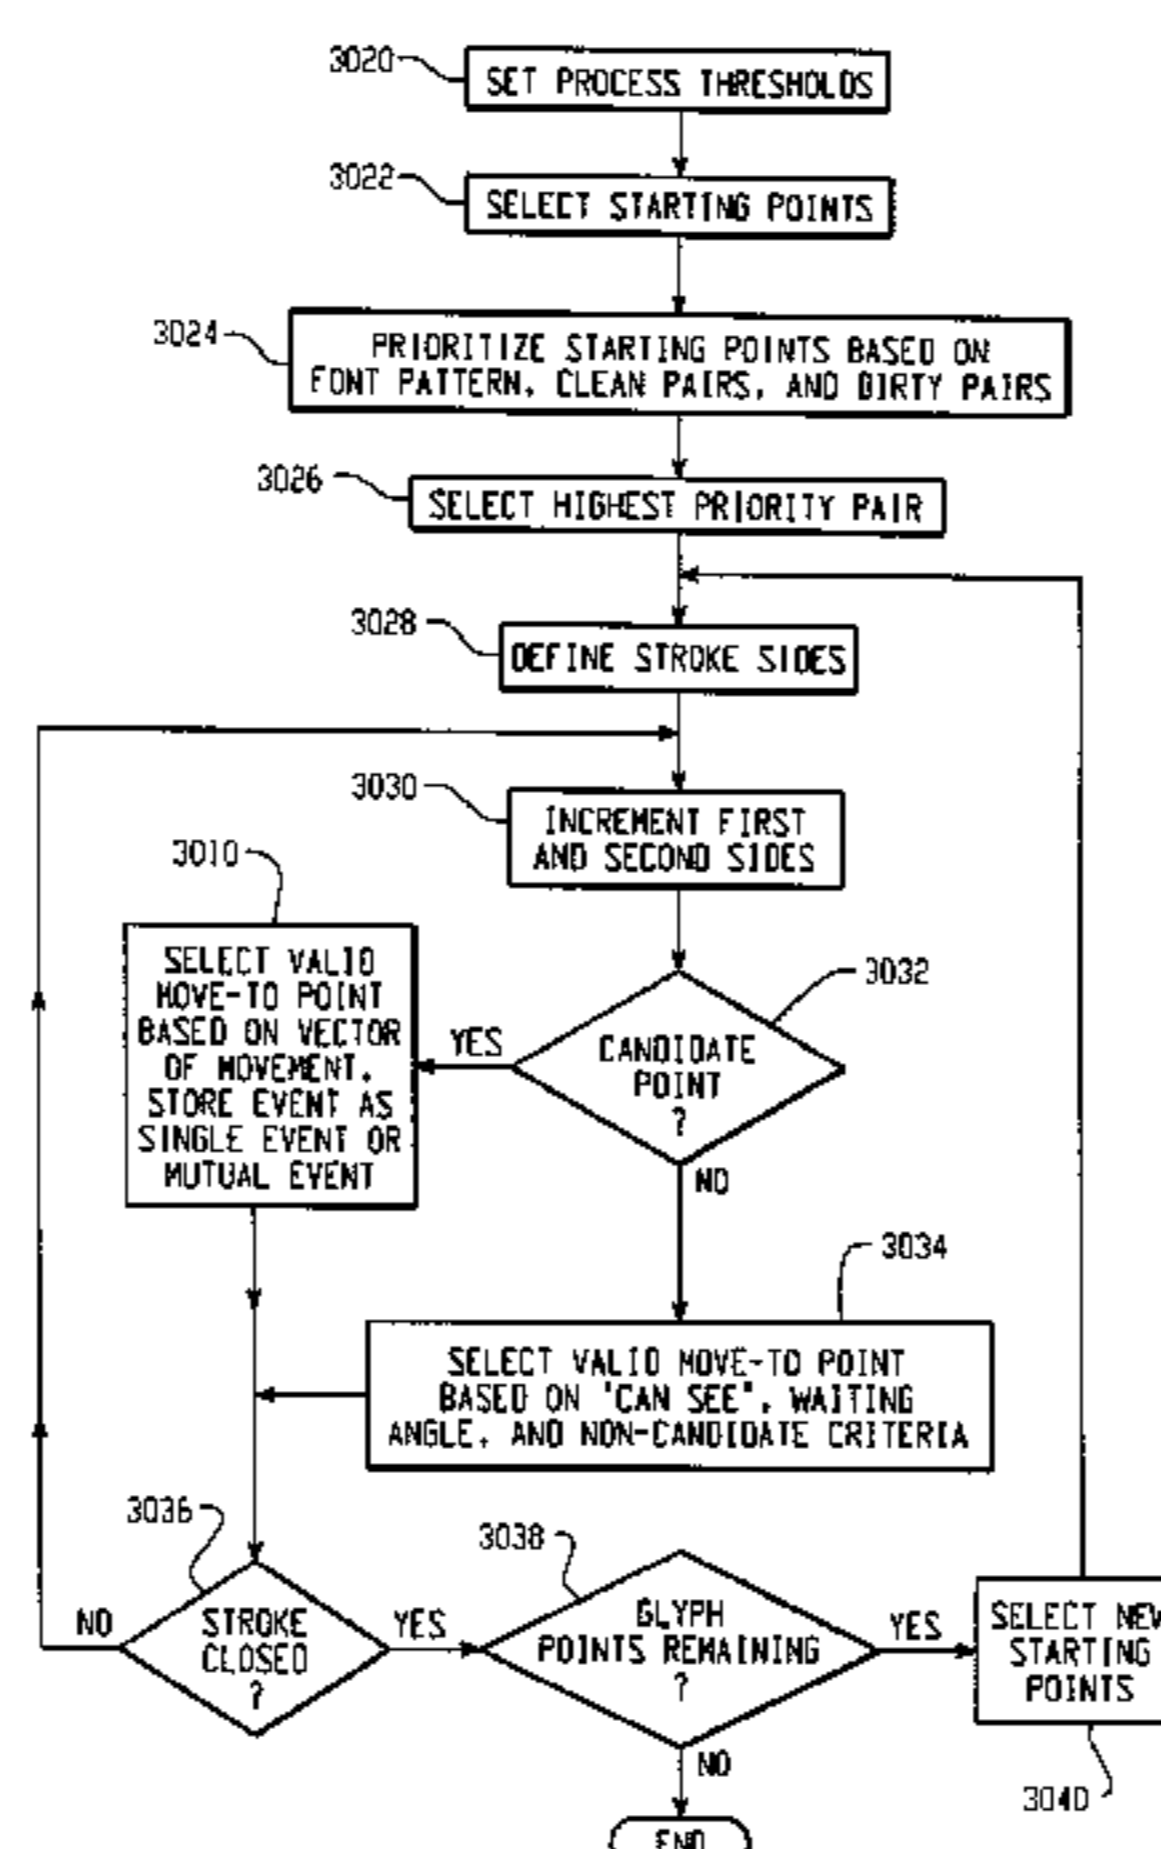 3020
SET PROCESS THRESHOLDS
3022
SELECT STARTING POINTS
3024
PRIORITIZE STARTING POINTS BASED ON
FONT PATTERN, CLEAN PAIRS, AND DIRTY PAIRS
3026
SELECT HIGHEST PRIORITY PAIR
3028
DEFINE STROKE SIDES
3030
INCREMENT FIRST
AND SECOND SIDES
3010
SELECT VALID
MOVE-TO POINT
BASED ON VECTOR
OF MOVEMENT.
STORE EVENT AS
SINGLE EVENT OR
MUTUAL EVENT
3032
CANDIDATE
POINT
?
YES
NO
3034
SELECT VALID MOVE-TO POINT
BASED ON "CAN SEE", WAITING
ANGLE, AND NON-CANDIDATE CRITERIA
3036
STROKE
CLOSED
?
NO
YES
3038
GLYPH
POINTS REMAINING
?
YES
NO
SELECT NEW
STARTING
POINTS
3040
END